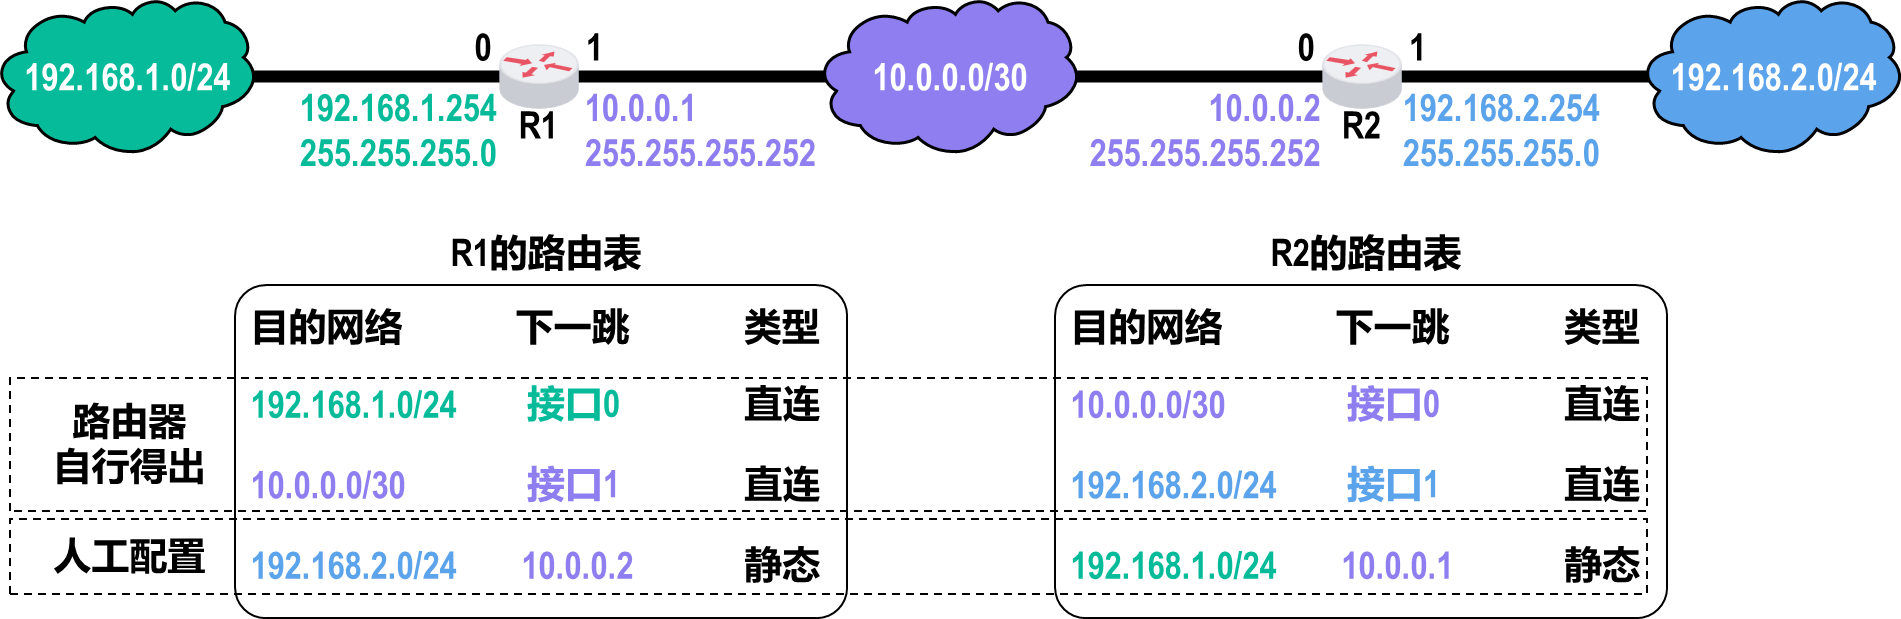 0 1 0 1
192.168.1.0/24 10.0.0.0/30 192.168.2.0/24
192.168.1.254 10.0.0.1 10.0.0.2 192.168.2.254
R1 R2
255.255.255.0 255.255.255.252 255.255.255.252 255.255.255.0
R1的路由表 R2的路由表
目的网络 下一跳 类型 目的网络 下一跳 类型
192.168.1.0/24 接口0 直连 10.0.0.0/30 接口0 直连
路由器
自行得出
10.0.0.0/30 接口1 直连 192.168.2.0/24 接口1 直连
人工配置 192.168.2.0/24 10.0.0.2 静态 192.168.1.0/24 10.0.0.1 静态